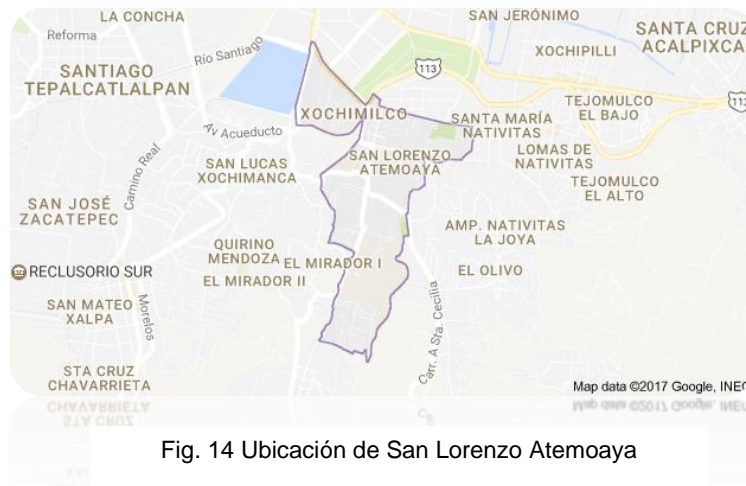 LA CONCHA
SAN JERÓNIMO
Reforma
SANTA CRUZ
ACALPIXCA
Río Santiago
XOCHIPILLI
113
SANTIAGO
TEPALCATLALPAN
TEJOMULCO
EL BAJO
113
XOCHIMILCO
SANTA MARÍA
NATIVITAS
Av Acueducto
LOMAS DE
NATIVITAS
SAN LORENZO
ATEMOAYA
SAN LUCAS
XOCHIMANCA
Camino Real
TEJOMULCO
EL ALTO
SAN JOSÉ
ZACATEPEC
AMP. NATIVITAS
LA JOYA
QUIRINO
MENDOZA
EL MIRADOR I
RECLUSORIO SUR
EL MIRADOR II
EL OLIVO
SAN MATEO
XALPA
Morelos
Carr. A Sta. Cecilia
STA CRUZ
CHAVARRIETA
Map data ©2017 Google, INEG
Fig. 14 Ubicación de San Lorenzo Atemoaya